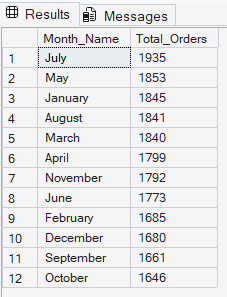 Results Messages
Month_Name Total_Orders
1 July 1935
2 May 1853
3 January 1845
4 August 1841
5 March 1840
6 April 1799
7 November 1792
8 June 1773
9 February 1685
10 December 1680
11 September 1661
12 October 1646